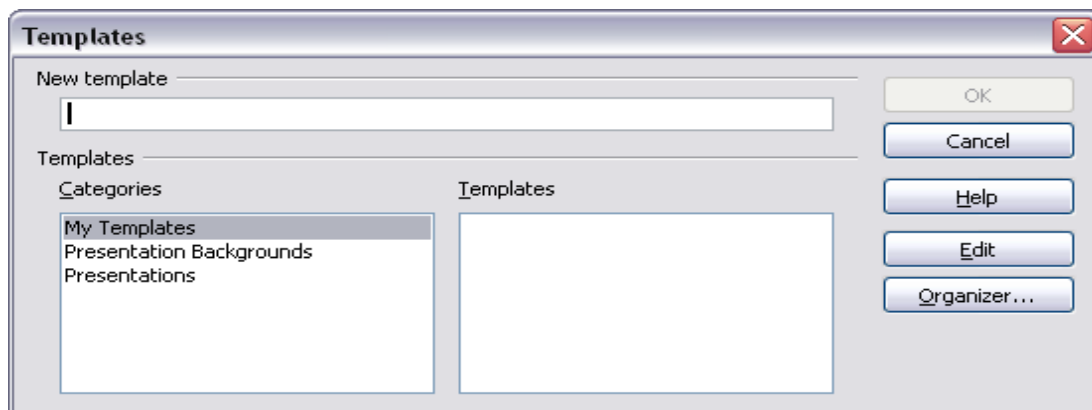 Templates
New template
OK
Cancel
Templates
Categories
Templates
Help
My Templates
Presentation Backgrounds
Edit
Presentations
Organizer...